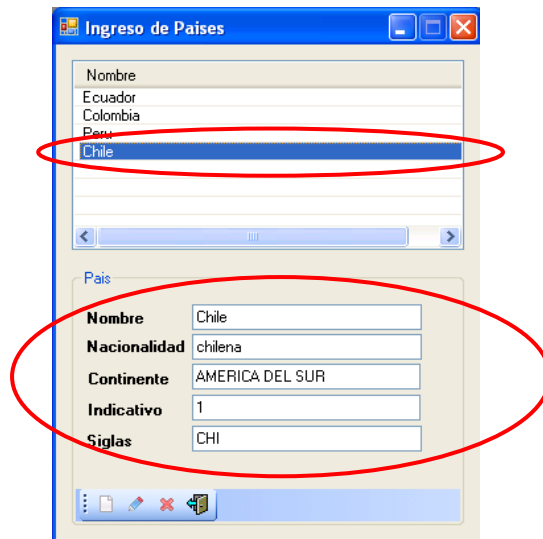 Ingreso de Paises
Nombre
Ecuador
Colombia
Peru
Chile
Pais
Nombre Chile
Nacionalidad chilena
Continente AMERICA DEL SUR
Indicativo 1
Siglas CHI